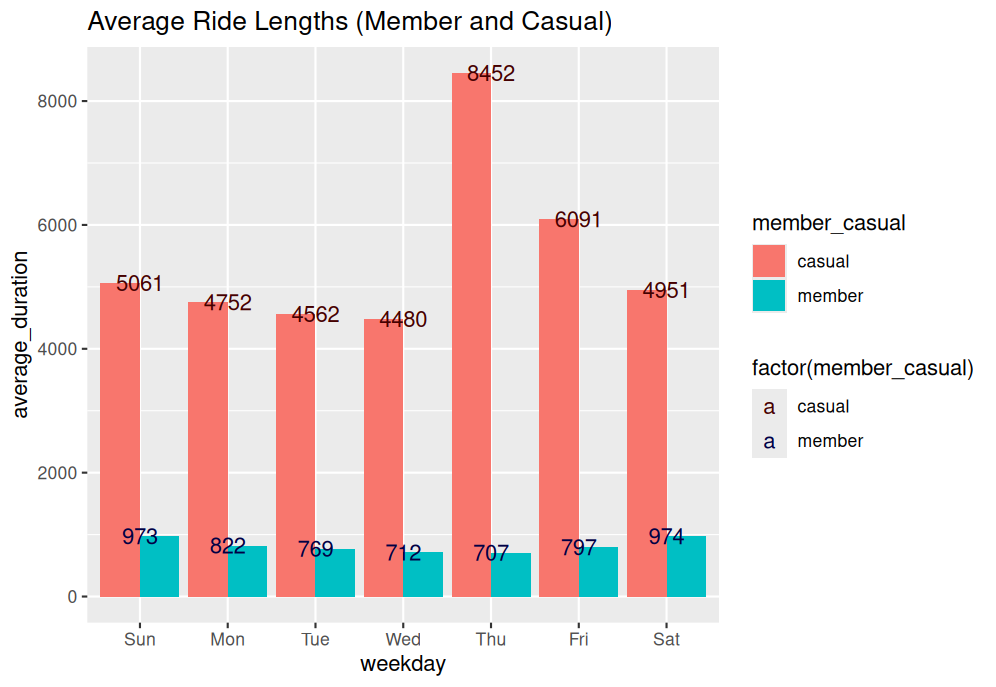 Average Ride Lengths (Member and Casual)
average_duration
8000
6000
4000
2000
0
5061
4752
4562
4480
8452
6091
4951
973
822
769
712
707
797
974
Sun Mon Tue Wed Thu Fri Sat
weekday
member_casual
casual
member
factor(member_casual)
a casual
a member